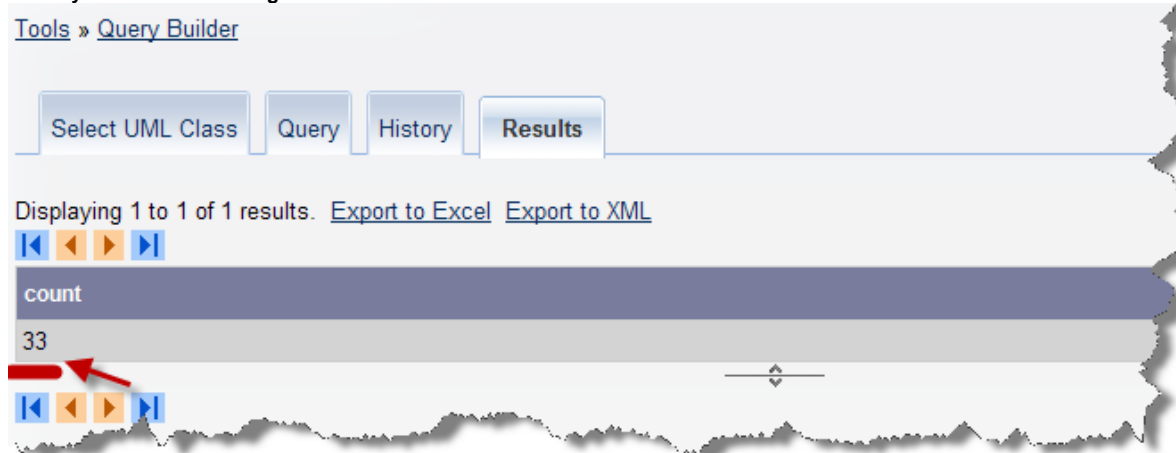 Tools » Query Builder
Select UML Class Query History Results
Displaying 1 to 1 of 1 results. Export to Excel Export to XML
count
33